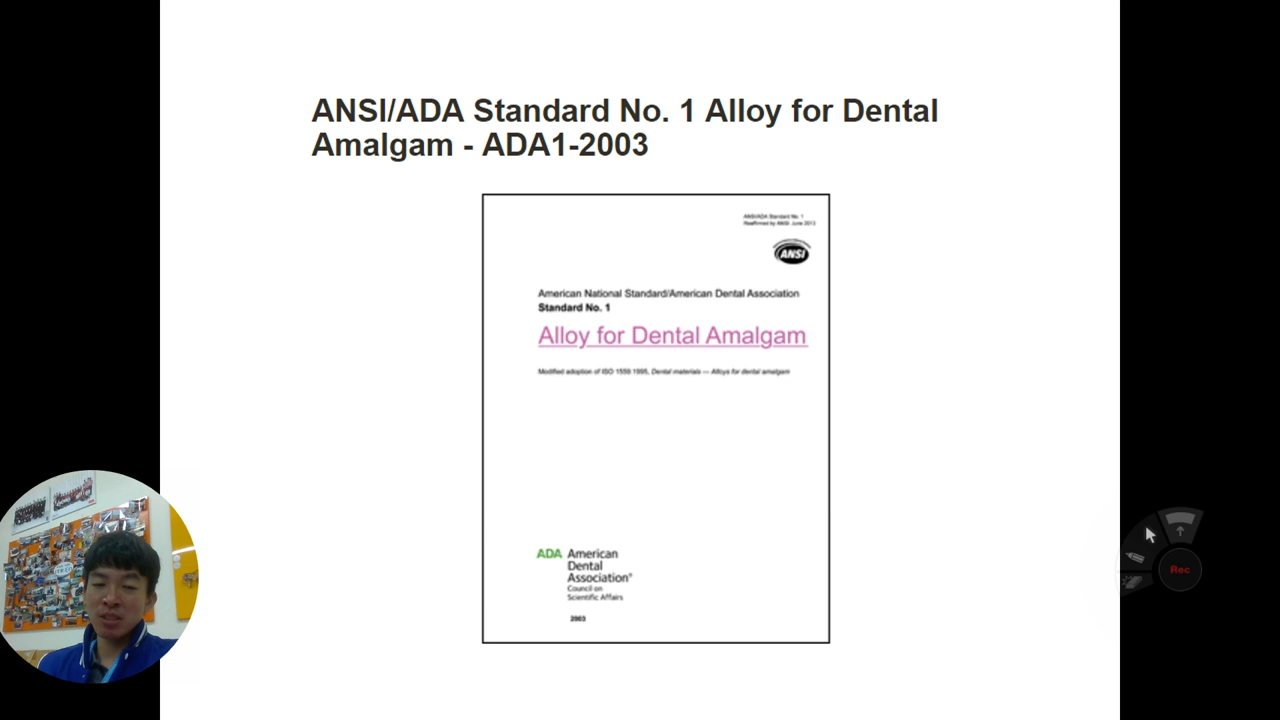 ANSI/ADA Standard No. 1 Alloy for Dental
Amalgam - ADA1-2003
ANSI/ADA Standard No. 1
Reaffirmed by ANSI: June 2013
ANSI
American National Standard/American Dental Association
Standard No. 1
Alloy for Dental Amalgam
Modified adoption of ISO 1559:1995, Dental materials — Alloys for dental amalgam
ADA American
Dental
Association®
Council on
Scientific Affairs
2003
Rec